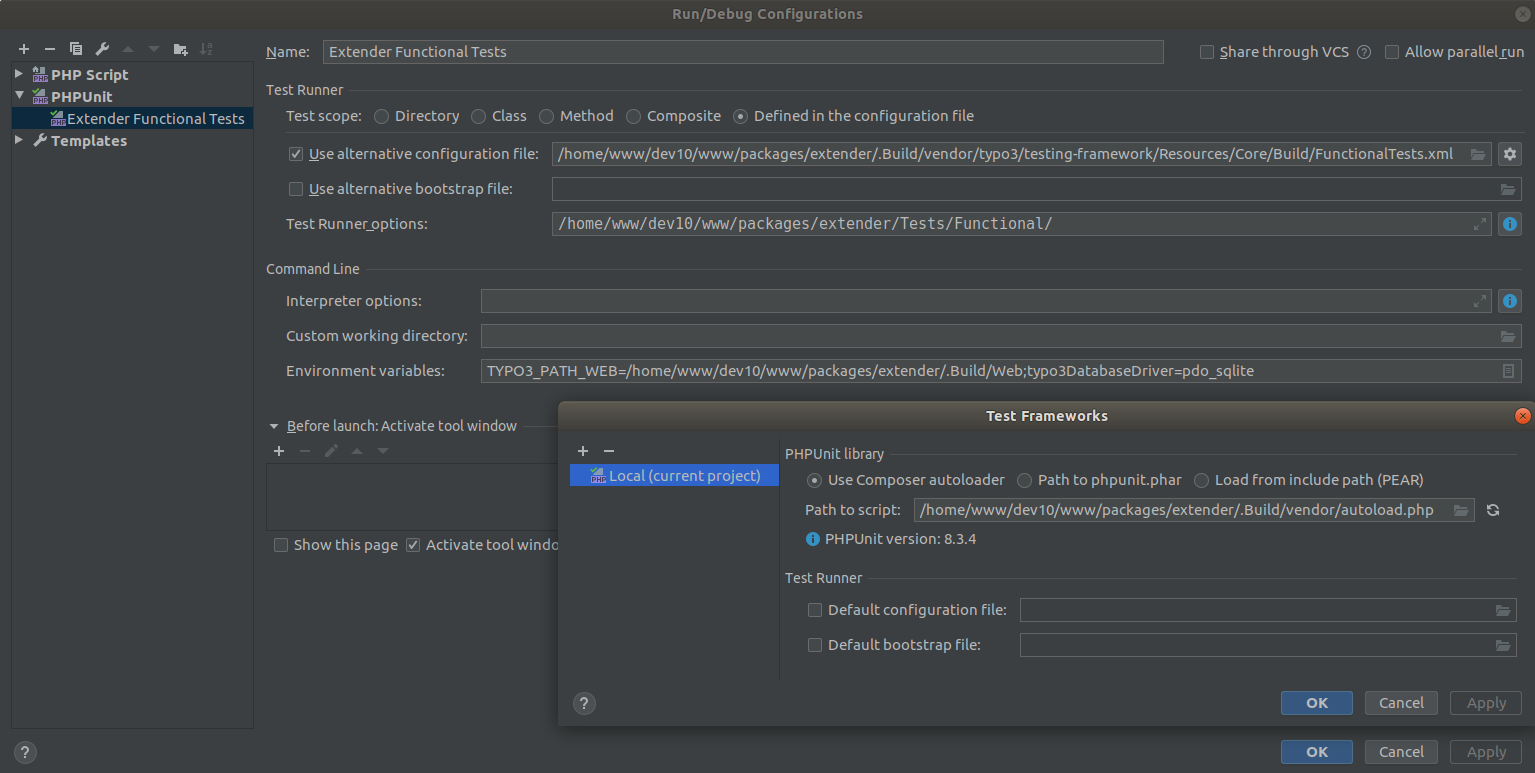 Run/Debug Configurations
Name: Extender Functional Tests Share through VCS ? Allow parallel run
PHP Script
PHPUnit
Extender Functional Tests
Templates
Test Runner
Test scope: Directory Class Method Composite Defined in the configuration file
Use alternative configuration file: /home/www/dev10/www/packages/extender/.Build/vendor/typo3/testing-framework/Resources/Core/Build/FunctionalTests.xml
Use alternative bootstrap file:
Test Runner options: /home/www/dev10/www/packages/extender/Tests/Functional/
Command Line
Interpreter options:
Custom working directory:
Environment variables: TYPO3_PATH_WEB=/home/www/dev10/www/packages/extender/.Build/Web;typo3DatabaseDriver=pdo_sqlite
Before launch: Activate tool window
Show this page Activate tool windo
Test Frameworks
Local (current project)
PHPUnit library
Use Composer autoloader Path to phpunit.phar Load from include path (PEAR)
Path to script: /home/www/dev10/www/packages/extender/.Build/vendor/autoload.php
PHPUnit version: 8.3.4
Test Runner
Default configuration file:
Default bootstrap file:
? OK Cancel Apply
? OK Cancel Apply